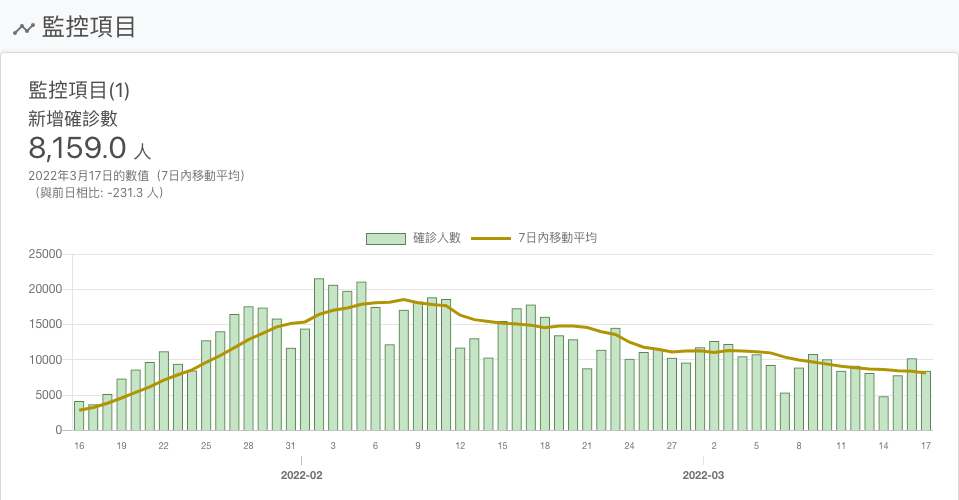 監控項目
監控項目(1)
新增確診數
8,159.0 人
2022年3月17日的數值（7日內移動平均）
（與前日相比: -231.3 人）
確診人數 7日內移動平均
25000
20000
15000
10000
5000
0
16 19 22 25 28 31 3 6 9 12 15 18 21 24 27 2 5 8 11 14 17
2022-02 2022-03